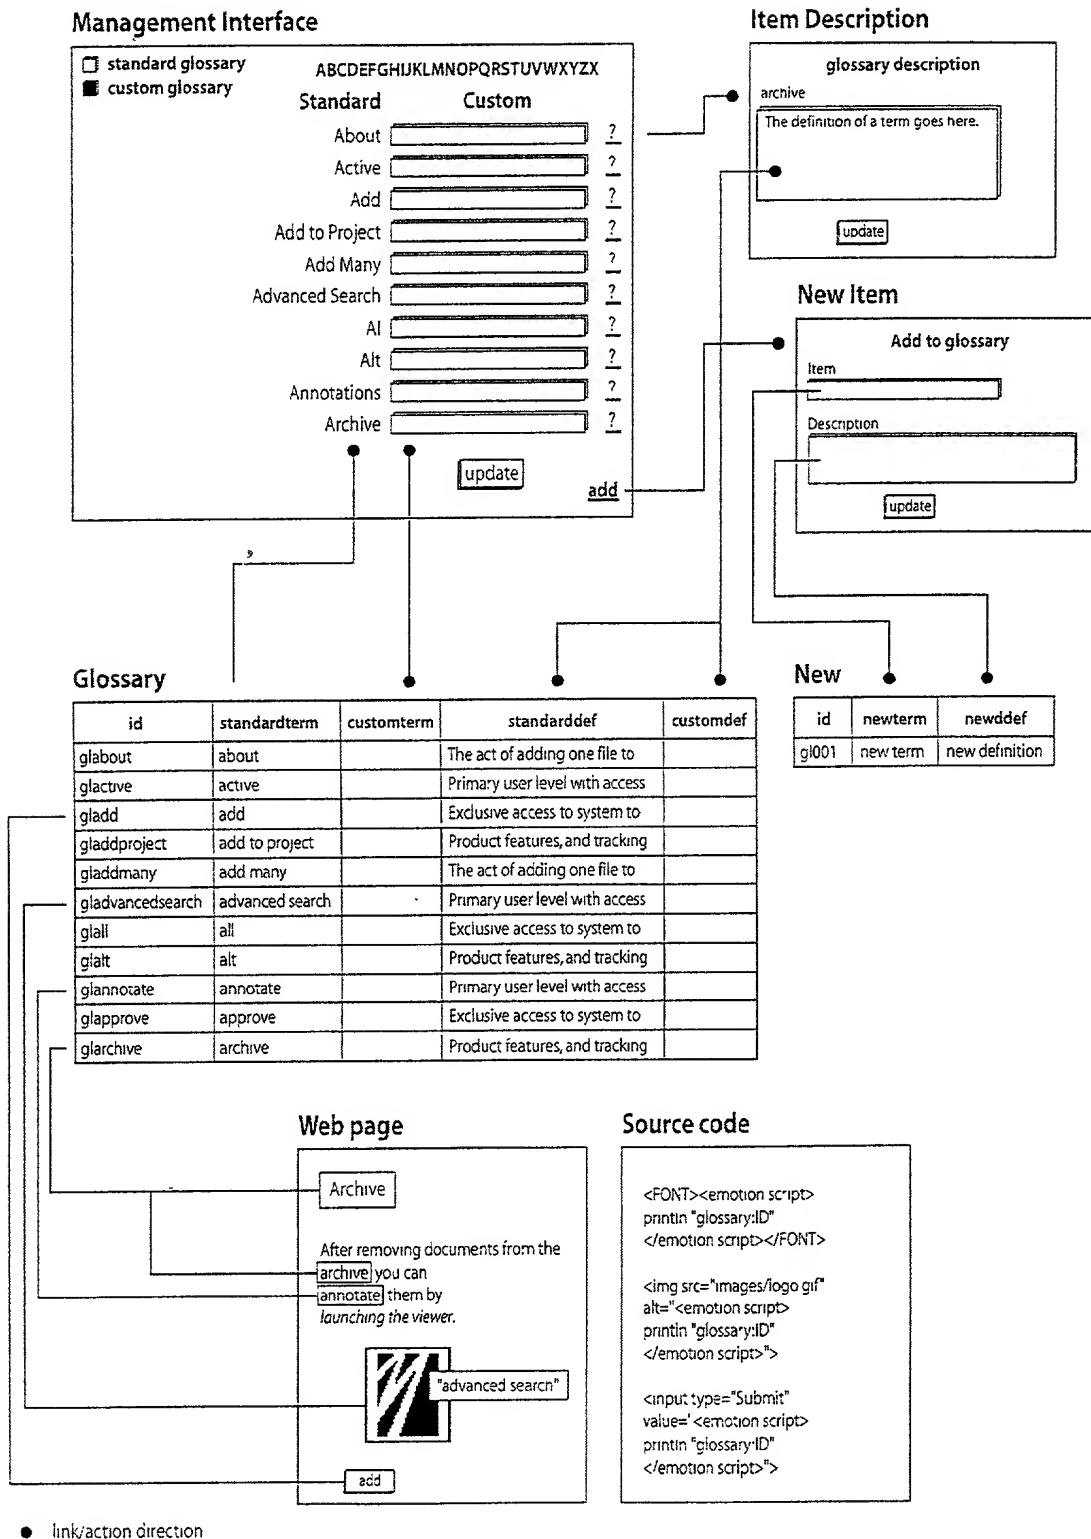 Management Interface
standard glossary
custom glossary
ABCDEFGHIJKLMNOPQRSTUVWXYZX
Standard Custom
About ?
Active ?
Add ?
Add to Project ?
Add Many ?
Advanced Search ?
Al ?
Alt ?
Annotations ?
Archive ?
update
add
Item Description
glossary description
archive
The definition of a term goes here.
update
New Item
Add to glossary
Item
Description
update
Glossary
id standardterm customterm standarddef customdef
glabout about The act of adding one file to
glactive active Primary user level with access
gladd add Exclusive access to system to
gladdproject add to project Product features, and tracking
gladdmany add many The act of adding one file to
gladvancedsearch advanced search Primary user level with access
glall all Exclusive access to system to
glalt alt Product features, and tracking
glannotate annotate Primary user level with access
glapprove approve Exclusive access to system to
glarchive archive Product features, and tracking
New
id newterm newddef
gl001 new term new definition
Web page
Archive
After removing documents from the
archive you can
annotate them by
launching the viewer.
"advanced search"
add
Source code
<FONT><emotion script>
println "glossary:ID"
</emotion script></FONT>
<img src="images/logo gif"
alt="<emotion script>
println "glossary:ID"
</emotion script>">
<input type="Submit"
value='<emotion script>
println "glossary:ID"
</emotion script>">
link/action direction